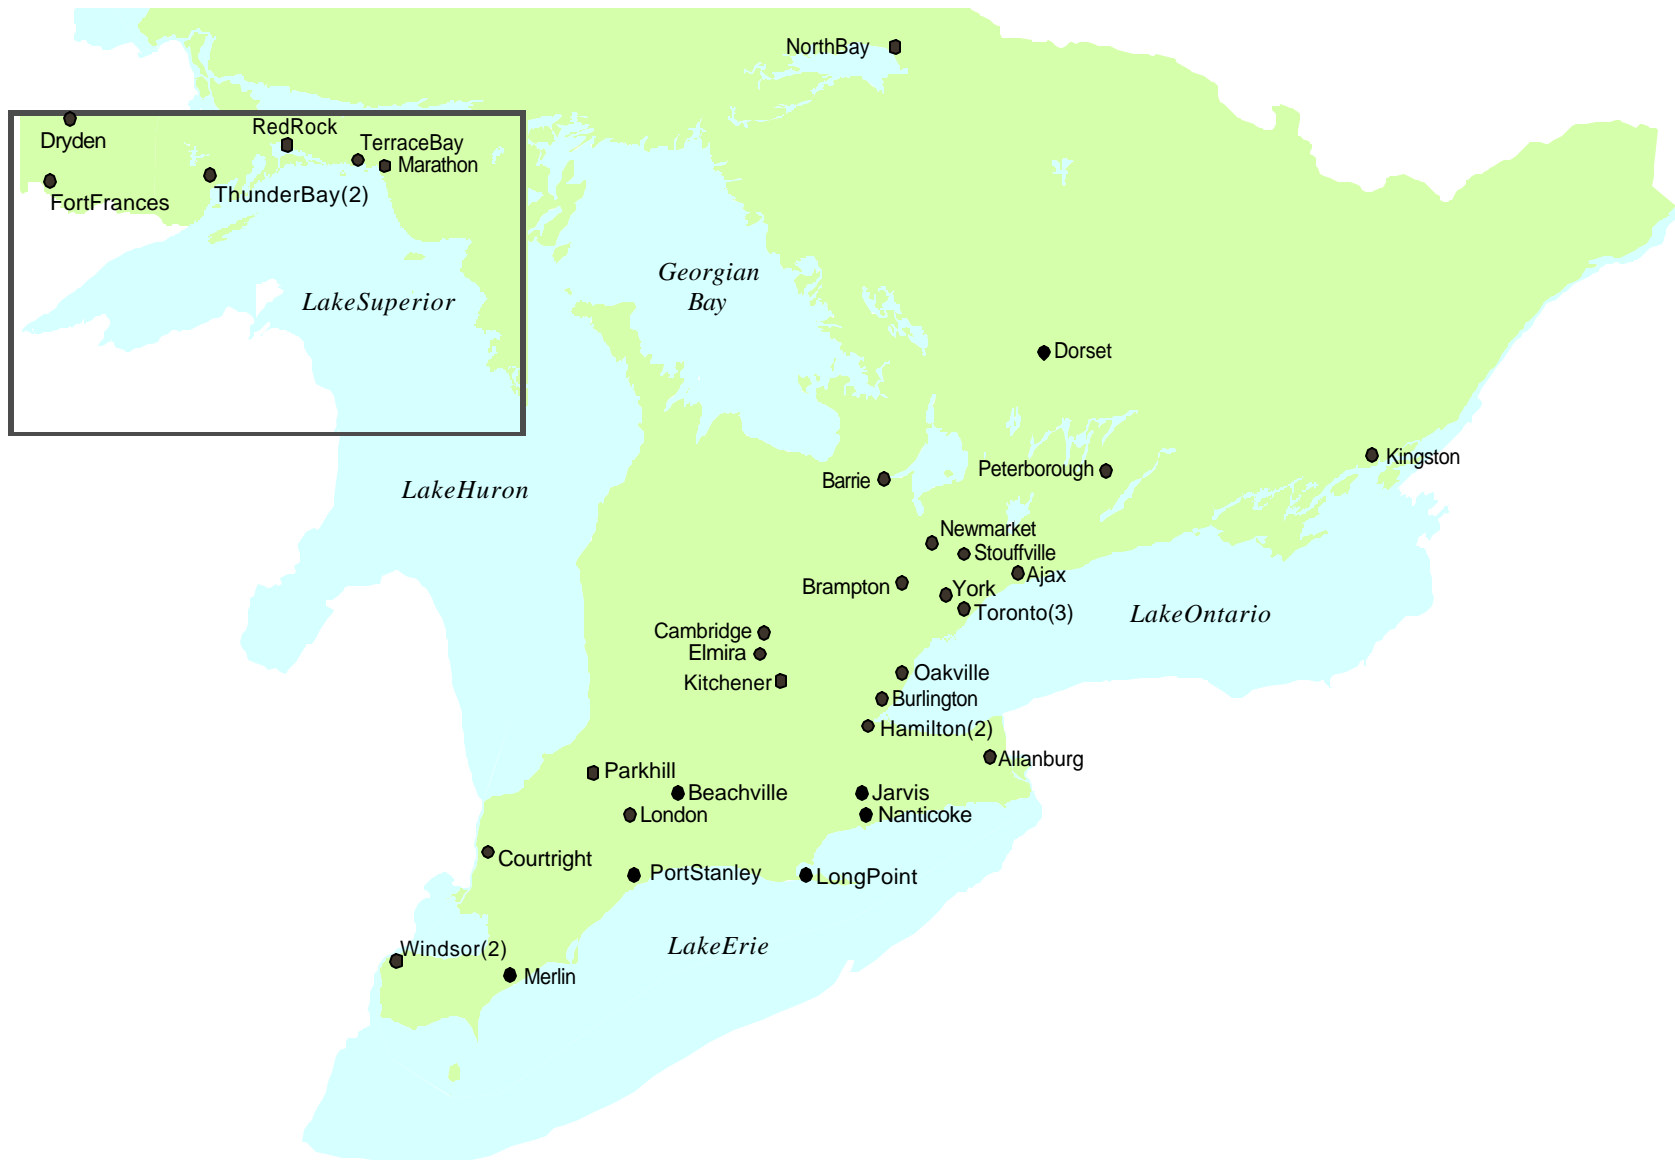 NorthBay
Dryden
RedRock
TerraceBay
Marathon
FortFrances
ThunderBay(2)
Georgian
Bay
LakeSuperior
Dorset
LakeHuron
Barrie
Peterborough
Kingston
Newmarket
Stouffville
Ajax
Brampton
York
Toronto(3)
LakeOntario
Cambridge
Elmira
Kitchener
Oakville
Burlington
Hamilton(2)
Allanburg
Parkhill
Beachville
Jarvis
London
Nanticoke
Courtright
PortStanley
LongPoint
Windsor(2)
LakeErie
Merlin